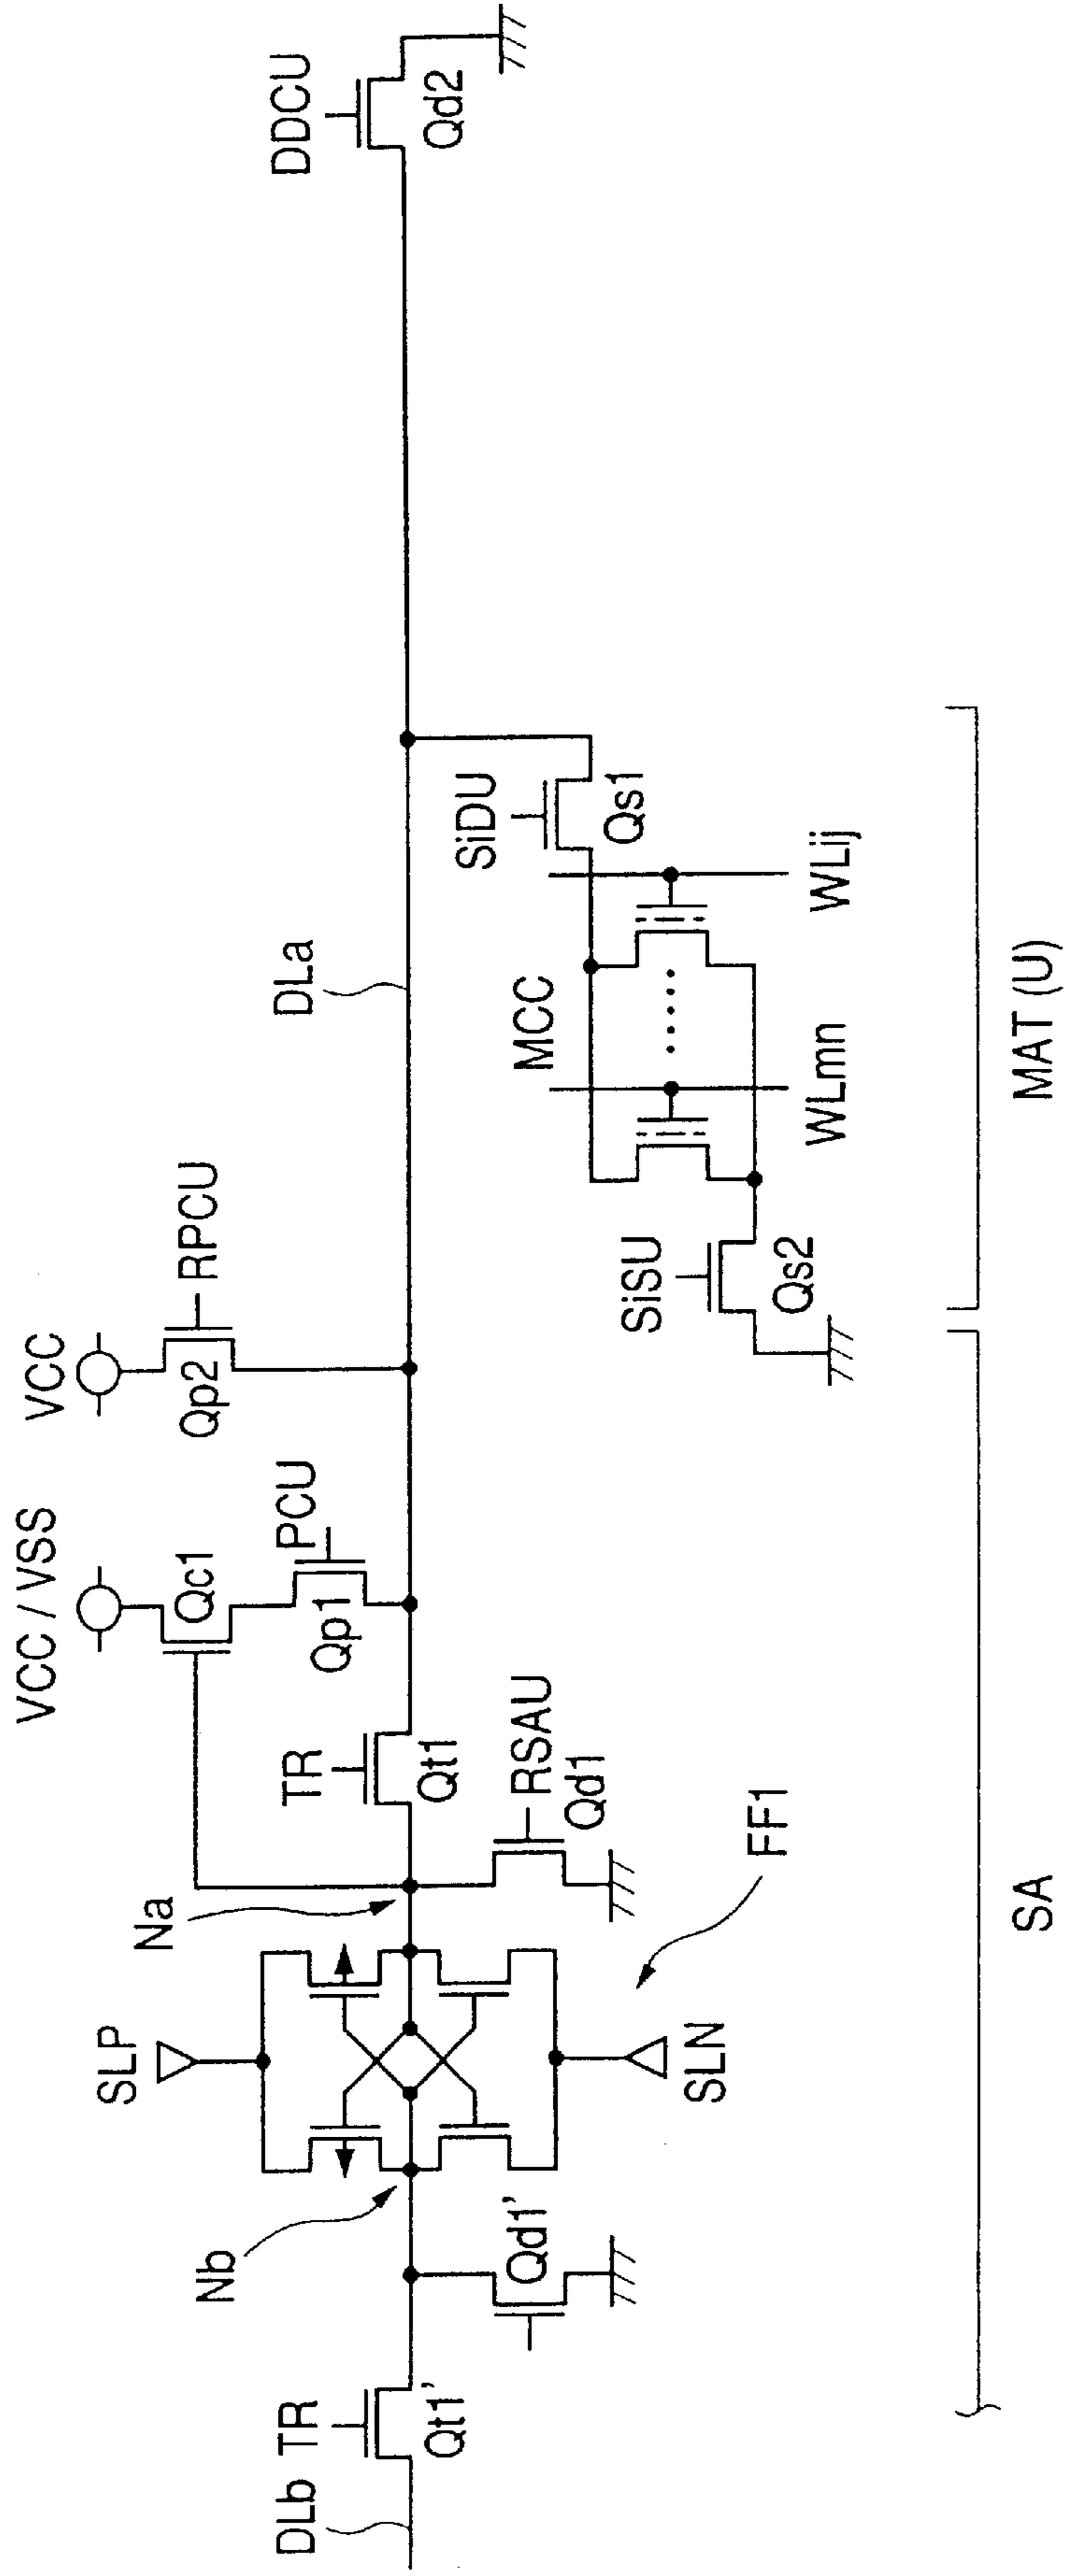 VCC / VSS
VCC
SLP
Na
Qc1
Qp2
RPCU
Nb
TR
Qp1
PCU
DLa
DDCU
DLb
TR
Qt1'
Qt1
Qd2
Qd1'
RSAU
Qd1
SiDU
MCC
Qs1
SLN
FF1
SiSU
Qs2
WLmn
WLij
SA
MAT (U)